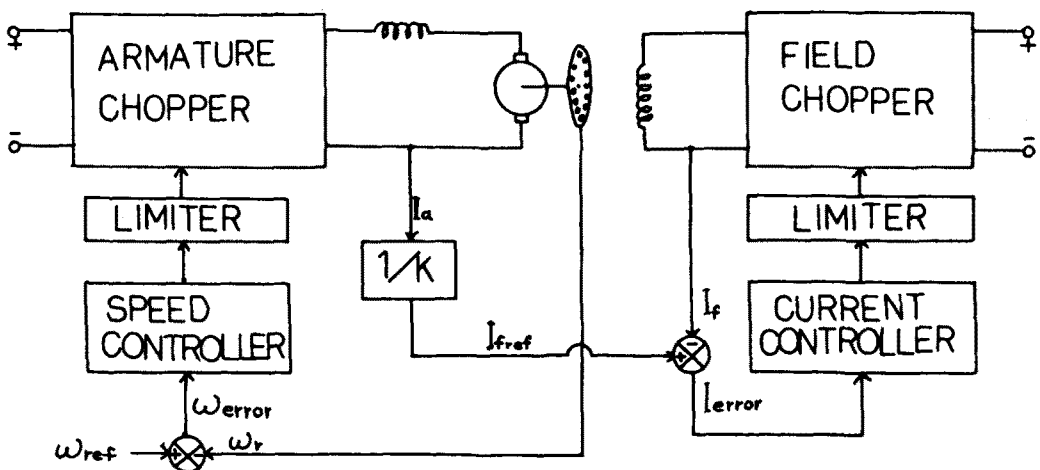 +
-
ARMATURE
CHOPPER
FIELD
CHOPPER
+
-
LIMITER
Ia
LIMITER
1/K
SPEED
CONTROLLER
If
CURRENT
CONTROLLER
Ifref
+ -
Ierror
ωerror
ωref
+ -
ωr